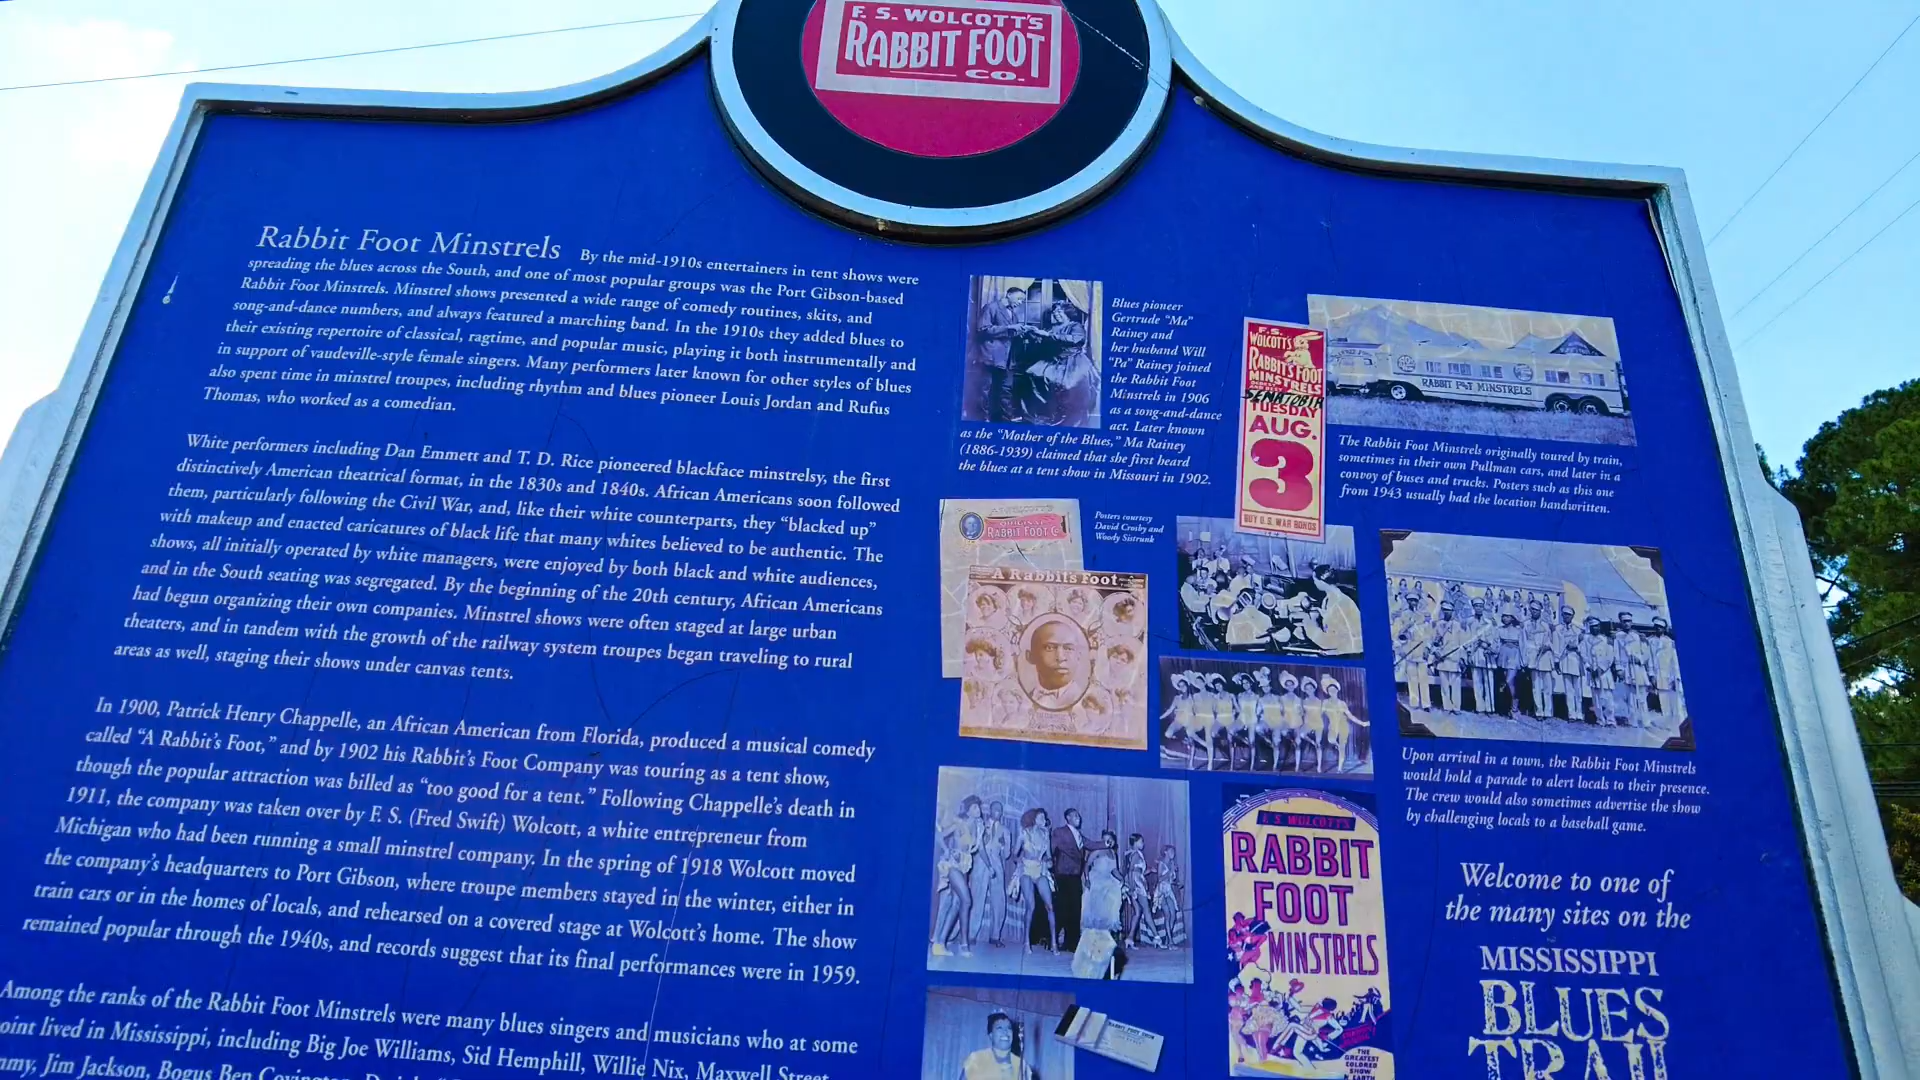 F. S. WOLCOTT'S
RABBIT FOOT
CO.
Rabbit Foot Minstrels By the mid-1910s entertainers in tent shows were
spreading the blues across the South, and one of most popular groups was the Port Gibson-based
Rabbit Foot Minstrels. Minstrel shows presented a wide range of comedy routines, skits, and
song-and-dance numbers, and always featured a marching band. In the 1910s they added blues to
their existing repertoire of classical, ragtime, and popular music, playing it both instrumentally and
in support of vaudeville-style female singers. Many performers later known for other styles of blues
also spent time in minstrel troupes, including rhythm and blues pioneer Louis Jordan and Rufus
Thomas, who worked as a comedian.
White performers including Dan Emmett and T. D. Rice pioneered blackface minstrelsy, the first
distinctively American theatrical format, in the 1830s and 1840s. African Americans soon followed
them, particularly following the Civil War, and, like their white counterparts, they "blacked up"
with makeup and enacted caricatures of black life that many whites believed to be authentic. The
shows, all initially operated by white managers, were enjoyed by both black and white audiences,
and in the South seating was segregated. By the beginning of the 20th century, African Americans
had begun organizing their own companies. Minstrel shows were often staged at large urban
theaters, and in tandem with the growth of the railway system troupes began traveling to rural
areas as well, staging their shows under canvas tents.
In 1900, Patrick Henry Chappelle, an African American from Florida, produced a musical comedy
called "A Rabbit's Foot," and by 1902 his Rabbit's Foot Company was touring as a tent show,
though the popular attraction was billed as "too good for a tent." Following Chappelle's death in
1911, the company was taken over by F. S. (Fred Swift) Wolcott, a white entrepreneur from
Michigan who had been running a small minstrel company. In the spring of 1918 Wolcott moved
the company's headquarters to Port Gibson, where troupe members stayed in the winter, either in
train cars or in the homes of locals, and rehearsed on a covered stage at Wolcott's home. The show
remained popular through the 1940s, and records suggest that its final performances were in 1959.
Among the ranks of the Rabbit Foot Minstrels were many blues singers and musicians who at some
oint lived in Mississippi, including Big Joe Williams, Sid Hemphill, Willie Nix, Maxwell Street
mmy, Jim Jackson, Bogus Ben Covington,
Blues pioneer
Gertrude "Ma"
Rainey and
her husband Will
"Pa" Rainey joined
the Rabbit Foot
Minstrels in 1906
as a song-and-dance
act. Later known
as the "Mother of the Blues," Ma Rainey
(1886-1939) claimed that she first heard
the blues at a tent show in Missouri in 1902.
F.S.
WOLCOTT'S
RABBIT'S FOOT
MINSTRELS
SENATOBIA
TUESDAY
AUG.
3
BUY U.S. WAR BONDS
RABBIT FOOT MINSTRELS
The Rabbit Foot Minstrels originally toured by train,
sometimes in their own Pullman cars, and later in a
convoy of buses and trucks. Posters such as this one
from 1943 usually had the location handwritten.
ORIGINAL
RABBIT FOOT CO.
Posters courtesy
David Crosby and
Woody Sistrunk
A Rabbit's Foot
Upon arrival in a town, the Rabbit Foot Minstrels
would hold a parade to alert locals to their presence.
The crew would also sometimes advertise the show
by challenging locals to a baseball game.
F. S. WOLCOTT'S
RABBIT
FOOT
MINSTRELS
THE
GREATEST
COLORED
SHOW
N EARTH
Welcome to one of
the many sites on the
MISSISSIPPI
BLUES
TRAIL